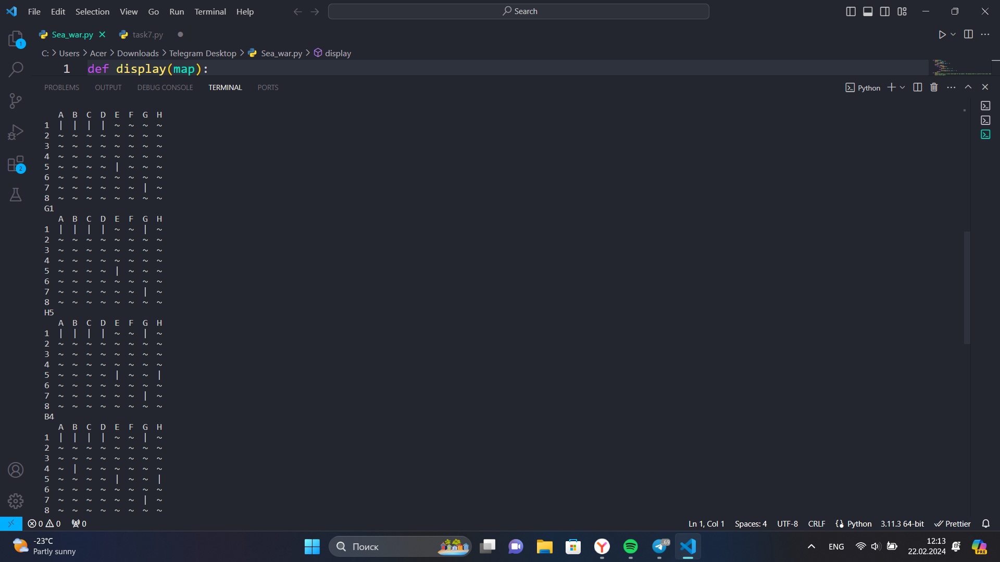 File Edit Selection View Go Run Terminal Help
Search
1
Sea_war.py
task7.py
C: > Users > Acer > Downloads > Telegram Desktop > Sea_war.py > display
1 def display(map):
PROBLEMS OUTPUT DEBUG CONSOLE TERMINAL PORTS
Python
A B C D E F G H
1 | | | | ~ ~ ~ ~
2 ~ ~ ~ ~ ~ ~ ~ ~
3 ~ ~ ~ ~ ~ ~ ~ ~
4 ~ ~ ~ ~ ~ ~ ~ ~
5 ~ ~ ~ ~ | ~ ~ ~
6 ~ ~ ~ ~ ~ ~ ~ ~
7 ~ ~ ~ ~ ~ ~ | ~
8 ~ ~ ~ ~ ~ ~ ~ ~
G1
A B C D E F G H
1 | | | | ~ ~ | ~
2 ~ ~ ~ ~ ~ ~ ~ ~
3 ~ ~ ~ ~ ~ ~ ~ ~
4 ~ ~ ~ ~ ~ ~ ~ ~
5 ~ ~ ~ ~ | ~ ~ ~
6 ~ ~ ~ ~ ~ ~ ~ ~
7 ~ ~ ~ ~ ~ ~ | ~
8 ~ ~ ~ ~ ~ ~ ~ ~
H5
A B C D E F G H
1 | | | | ~ ~ | ~
2 ~ ~ ~ ~ ~ ~ ~ ~
3 ~ ~ ~ ~ ~ ~ ~ ~
4 ~ ~ ~ ~ ~ ~ ~ ~
5 ~ ~ ~ ~ | ~ ~ |
6 ~ ~ ~ ~ ~ ~ ~ ~
7 ~ ~ ~ ~ ~ ~ | ~
8 ~ ~ ~ ~ ~ ~ ~ ~
B4
A B C D E F G H
1 | | | | ~ ~ | ~
2 ~ ~ ~ ~ ~ ~ ~ ~
3 ~ ~ ~ ~ ~ ~ ~ ~
4 ~ | ~ ~ ~ ~ ~ ~
5 ~ ~ ~ ~ | ~ ~ |
6 ~ ~ ~ ~ ~ ~ ~ ~
7 ~ ~ ~ ~ ~ ~ | ~
8 ~ ~ ~ ~ ~ ~ ~ ~
2
0 0 0
Ln 1, Col 1 Spaces: 4 UTF-8 CRLF Python 3.11.3 64-bit Prettier
-23°C
Partly sunny
Поиск
69
ENG
12:13
22.02.2024
PRE